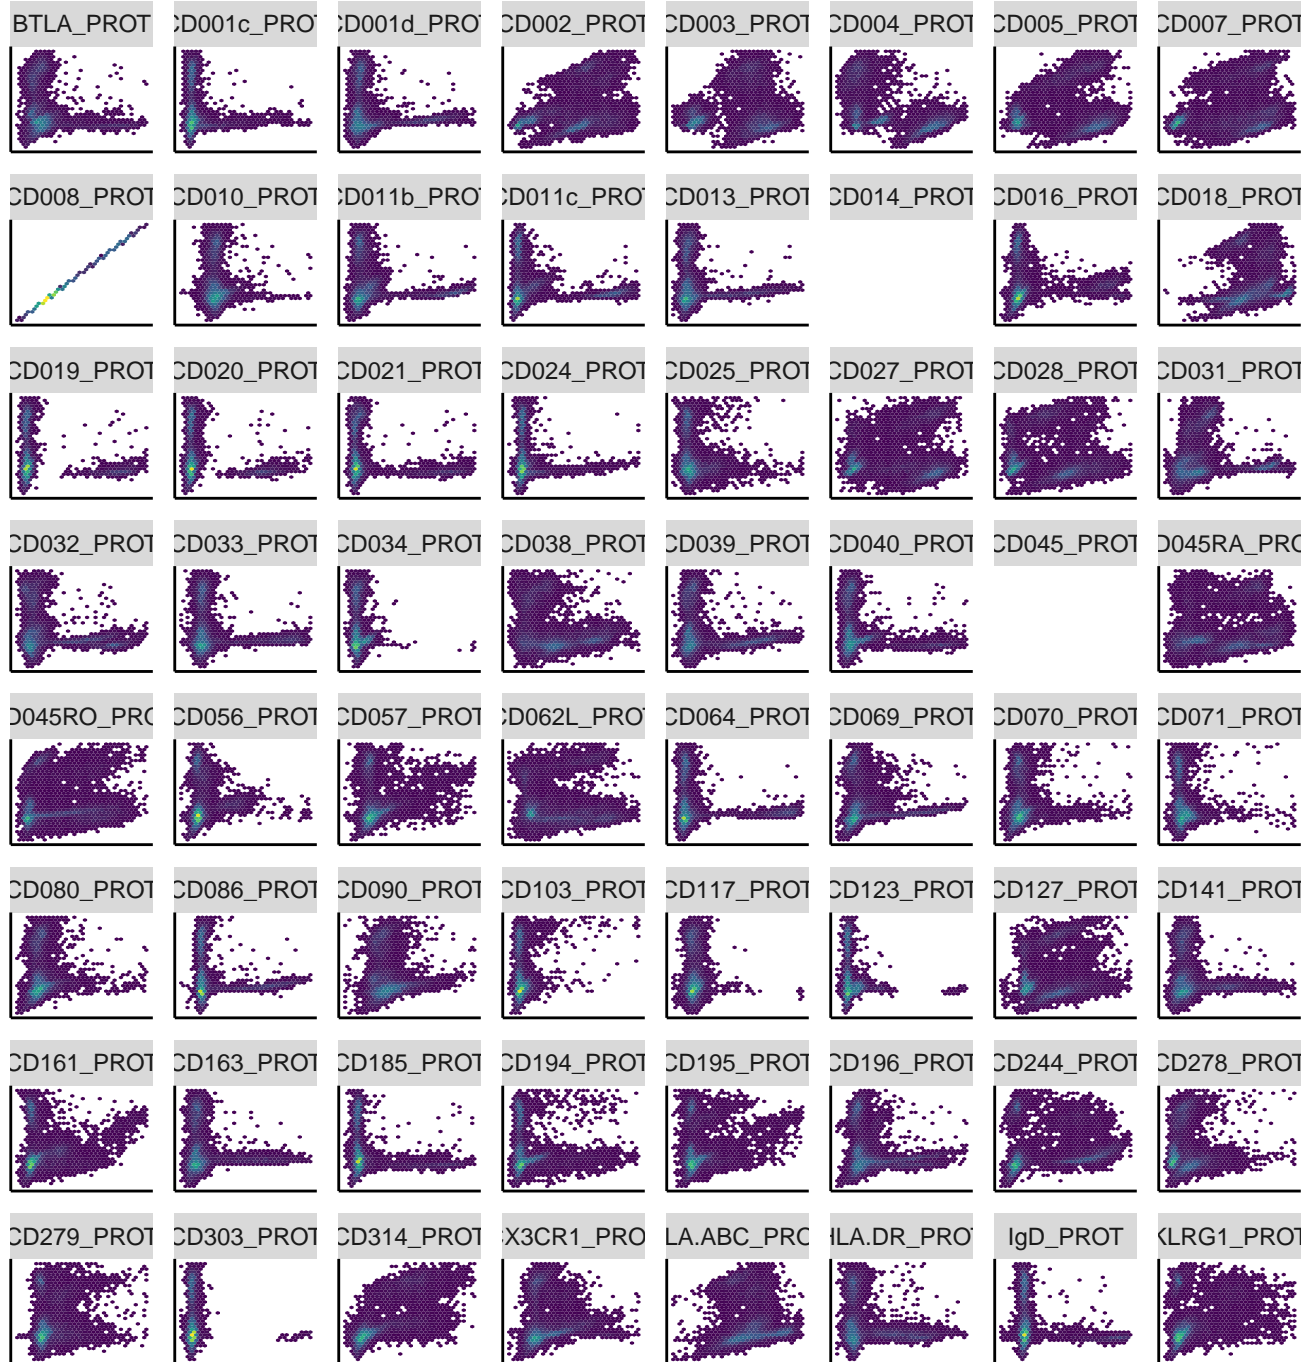 BTLA_PROT CD001c_PROT CD001d_PROT CD002_PROT CD003_PROT CD004_PROT CD005_PROT CD007_PROT
CD008_PROT CD010_PROT CD011b_PROT CD011c_PROT CD013_PROT CD014_PROT CD016_PROT CD018_PROT
CD019_PROT CD020_PROT CD021_PROT CD024_PROT CD025_PROT CD027_PROT CD028_PROT CD031_PROT
CD032_PROT CD033_PROT CD034_PROT CD038_PROT CD039_PROT CD040_PROT CD045_PROT D045RA_PRO
D045RO_PRO CD056_PROT CD057_PROT CD062L_PROT CD064_PROT CD069_PROT CD070_PROT CD071_PROT
CD080_PROT CD086_PROT CD090_PROT CD103_PROT CD117_PROT CD123_PROT CD127_PROT CD141_PROT
CD161_PROT CD163_PROT CD185_PROT CD194_PROT CD195_PROT CD196_PROT CD244_PROT CD278_PROT
CD279_PROT CD303_PROT CD314_PROT X3CR1_PRO LA.ABC_PRO HLA.DR_PROT IgD_PROT KLRG1_PROT